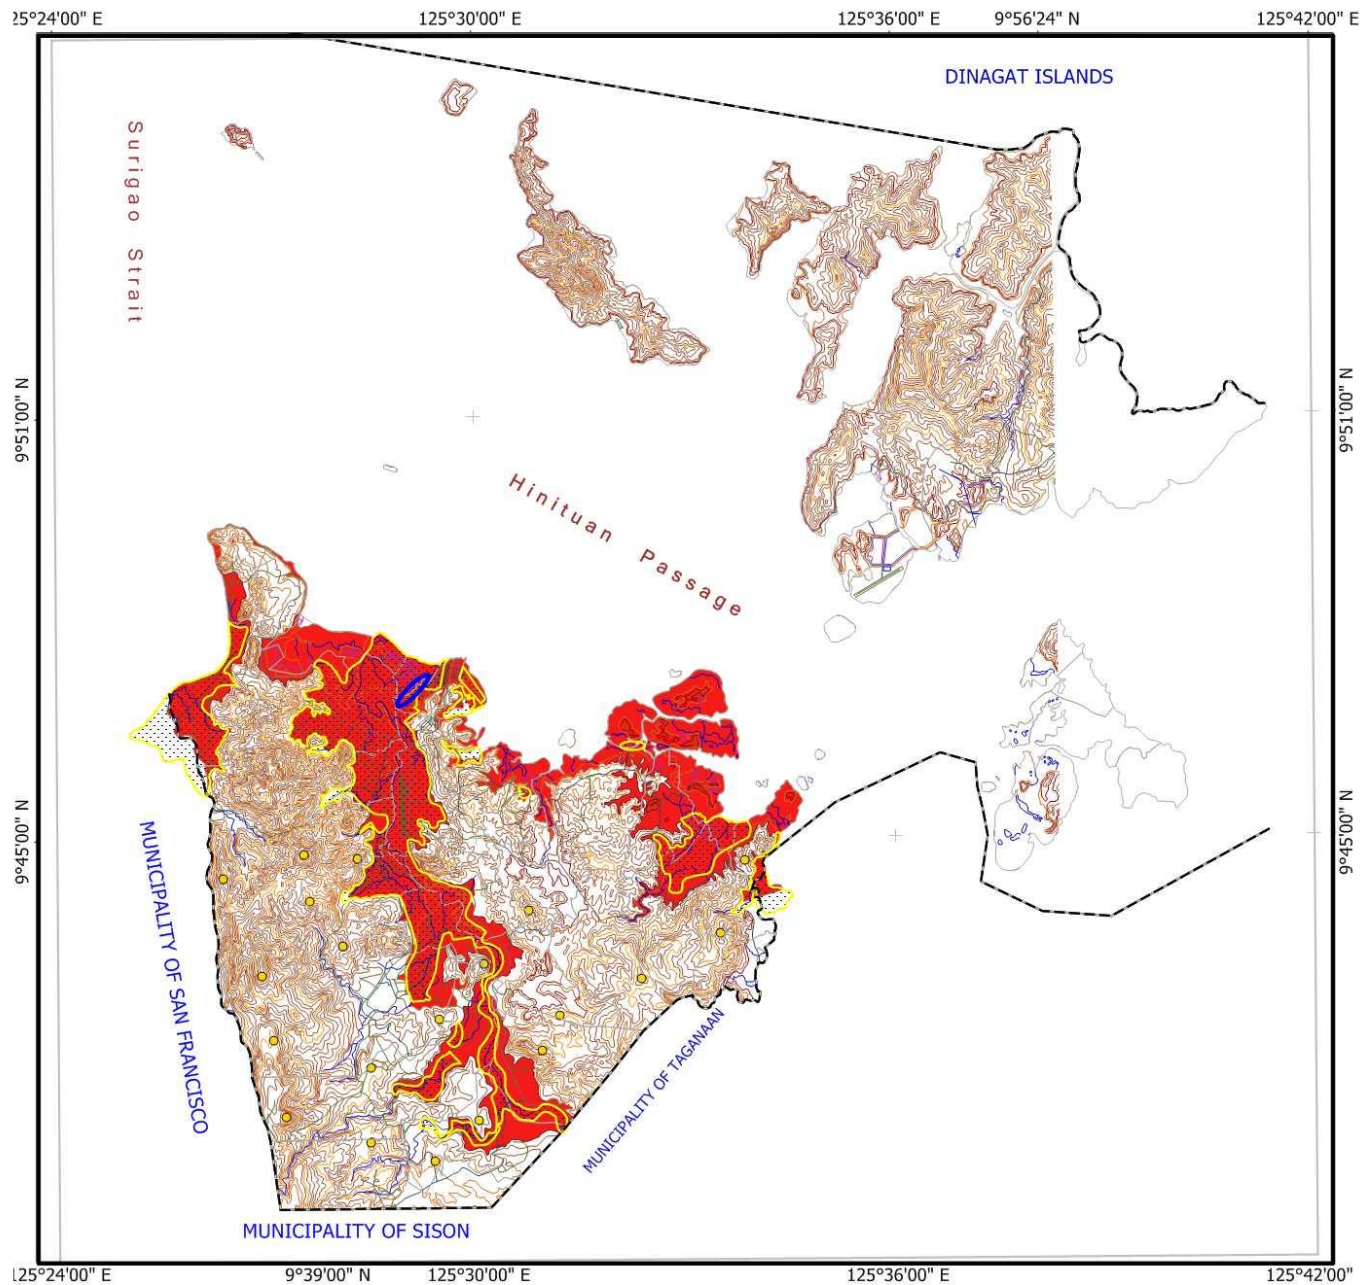 25°24'00" E
125°30'00" E
125°36'00" E
9°56'24" N
125°42'00" E
DINAGAT ISLANDS
Surigao Strait
9°51'00" N
9°51'00" N
Hinituan Passage
9°45'00" N
9°45'00" N
MUNICIPALITY OF SAN FRANCISCO
MUNICIPALITY OF TAGANAAN
MUNICIPALITY OF SISON
125°24'00" E
9°39'00" N
125°30'00" E
125°36'00" E
125°42'00" E